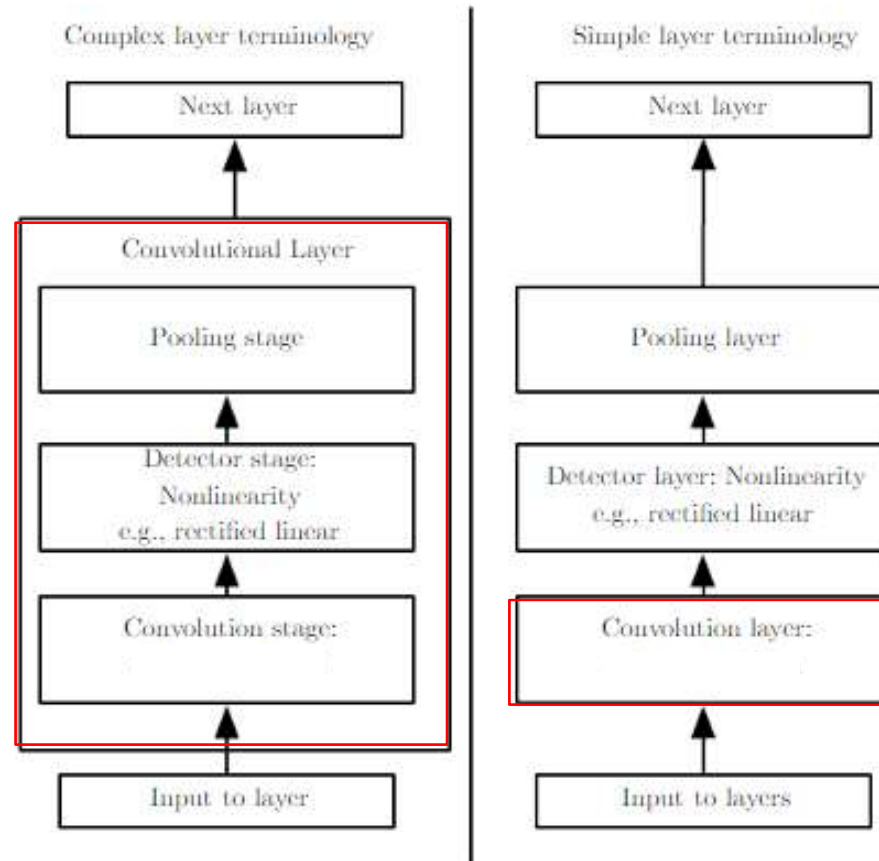 Complex layer terminology
Next layer
Convolutional Layer
Pooling stage
Detector stage:
Nonlinearity
e.g., rectified linear
Convolution stage:
Input to layer
Simple layer terminology
Next layer
Pooling layer
Detector layer: Nonlinearity
e.g., rectified linear
Convolution layer:
Input to layers